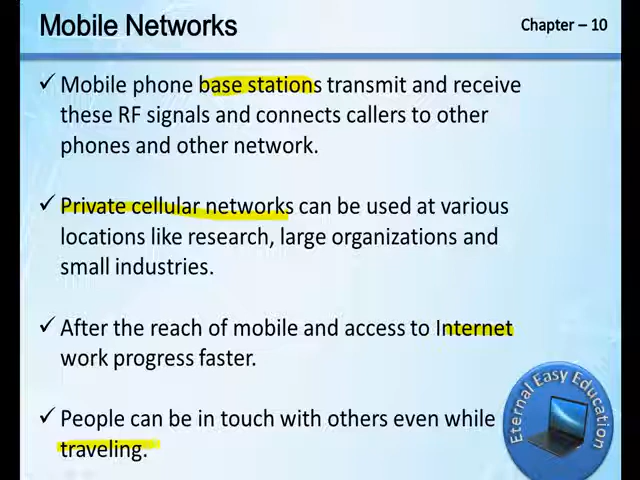 Mobile Networks
Chapter – 10
✓ Mobile phone base stations transmit and receive
these RF signals and connects callers to other
phones and other network.
✓ Private cellular networks can be used at various
locations like research, large organizations and
small industries.
✓ After the reach of mobile and access to Internet
work progress faster.
✓ People can be in touch with others even while
traveling.
Eternal Easy Education